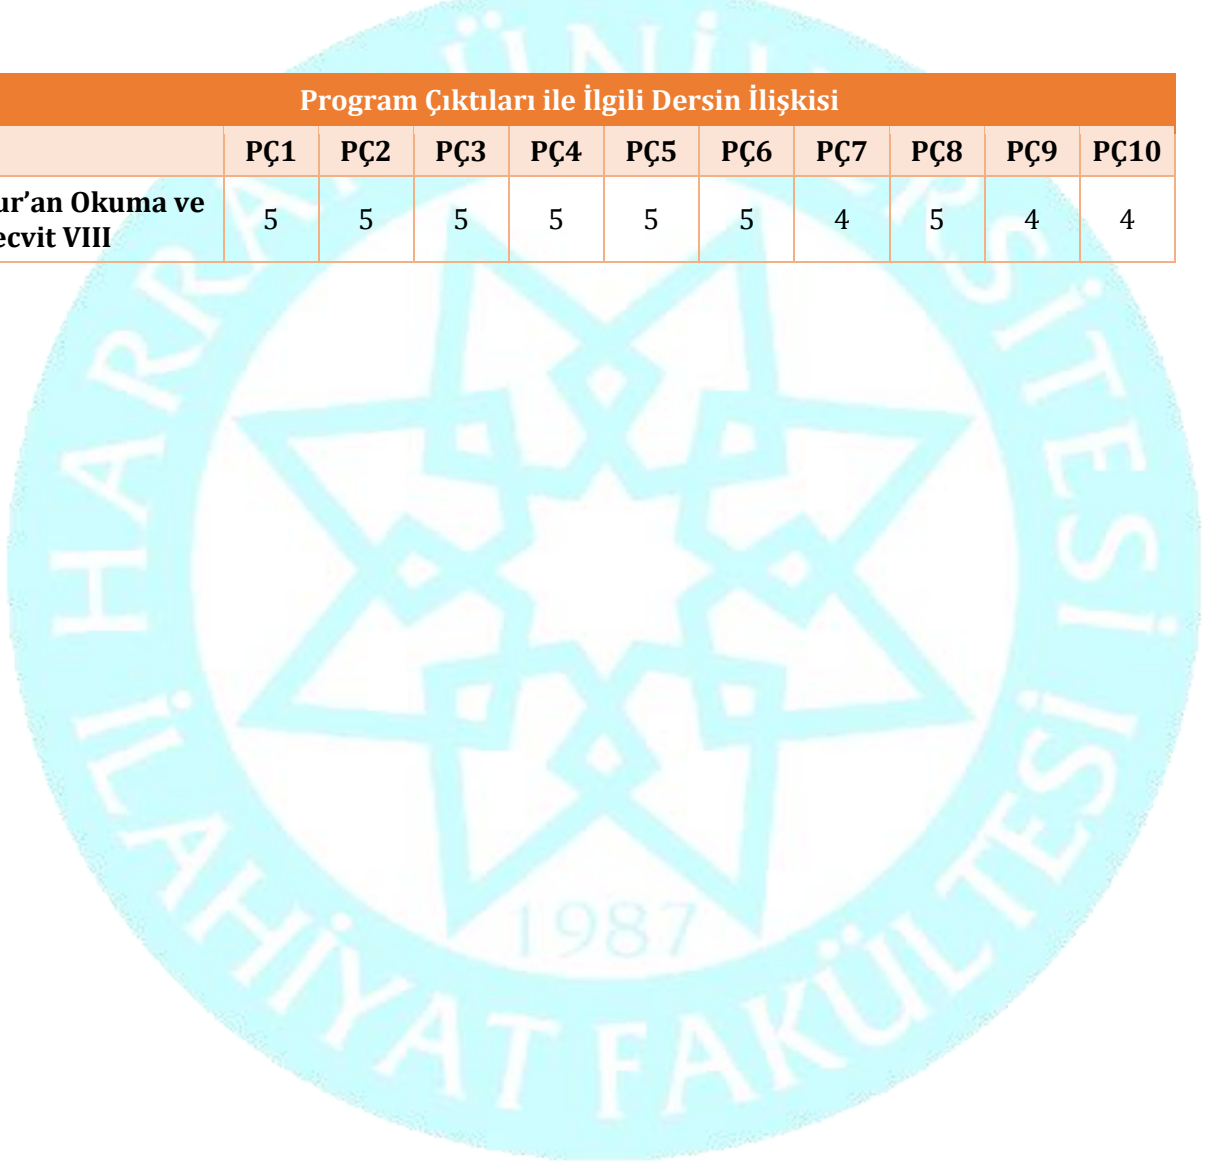 HARRAN ÜNİVERSİTESİ
Program Çıktıları ile İlgili Dersin İlişkisi
PÇ1 PÇ2 PÇ3 PÇ4 PÇ5 PÇ6 PÇ7 PÇ8 PÇ9 PÇ10
ur’an Okuma ve
ecvit VIII
5 5 5 5 5 5 4 5 4 4
1987
İLAHİYAT FAKÜLTESİ